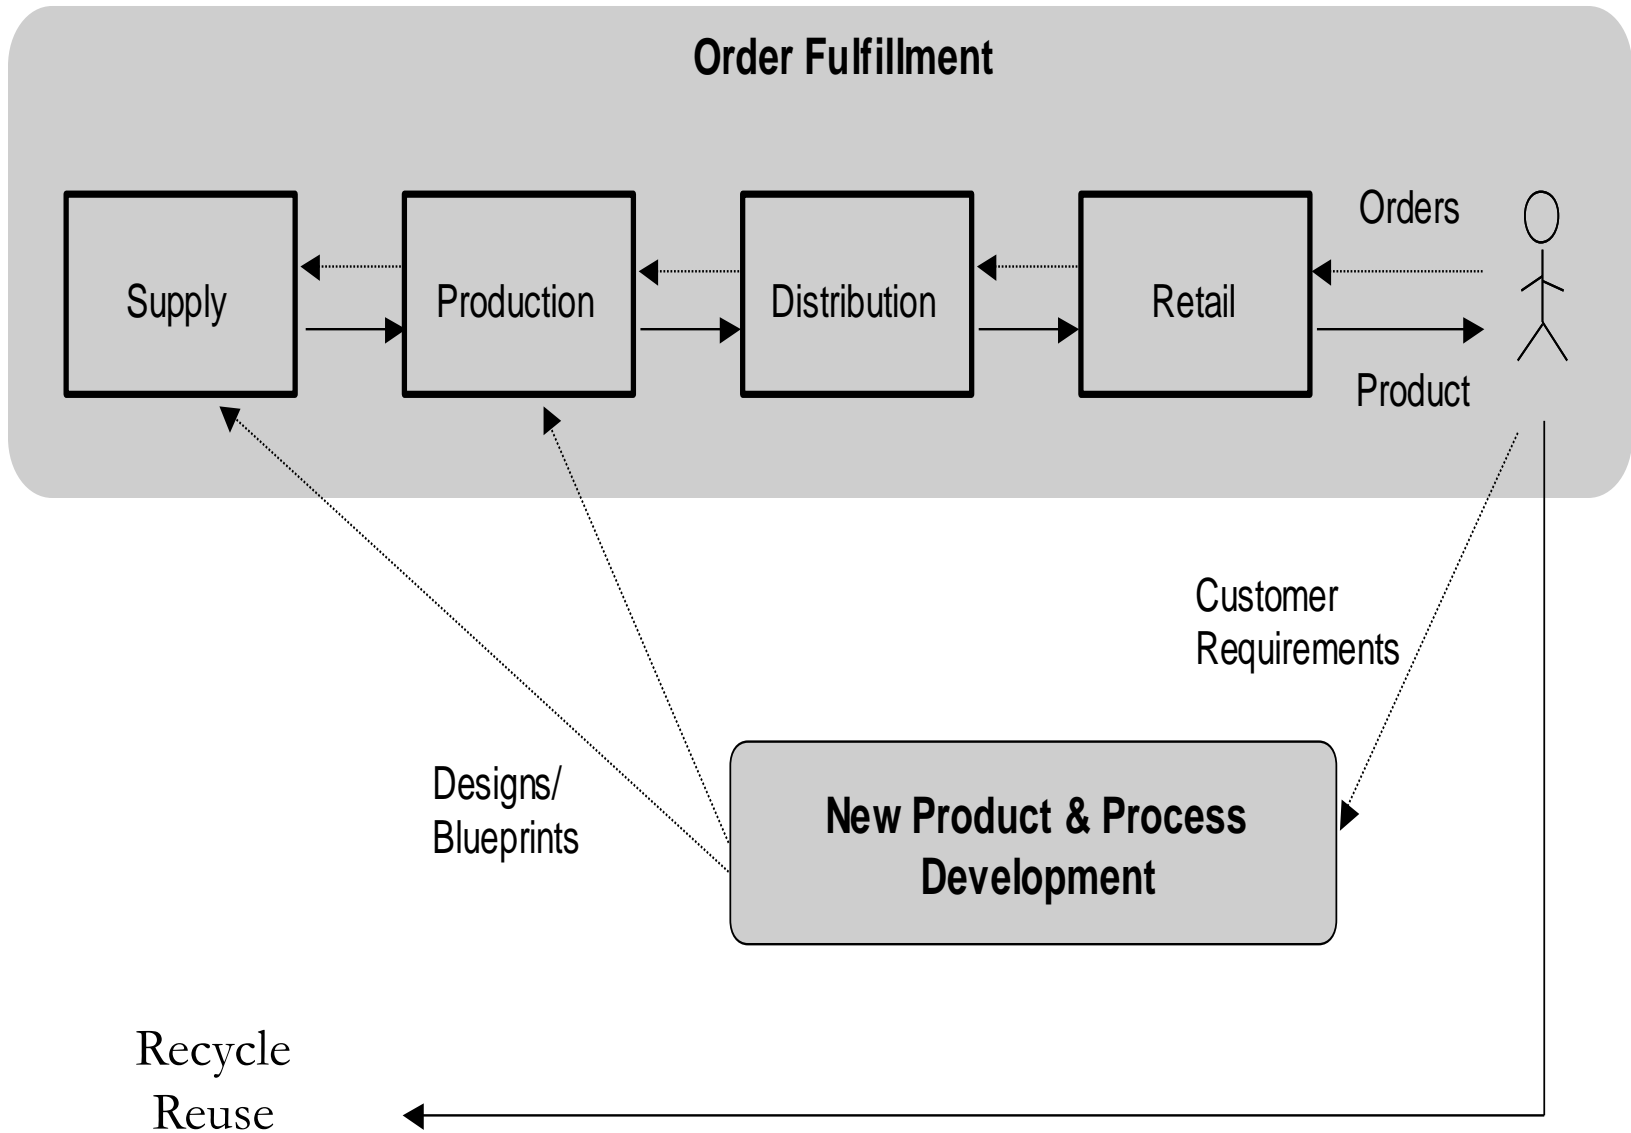 Order Fulfillment
Orders
Supply
Production
Distribution
Retail
Product
Customer
Requirements
Designs/
Blueprints
New Product & Process
Development
Recycle
Reuse